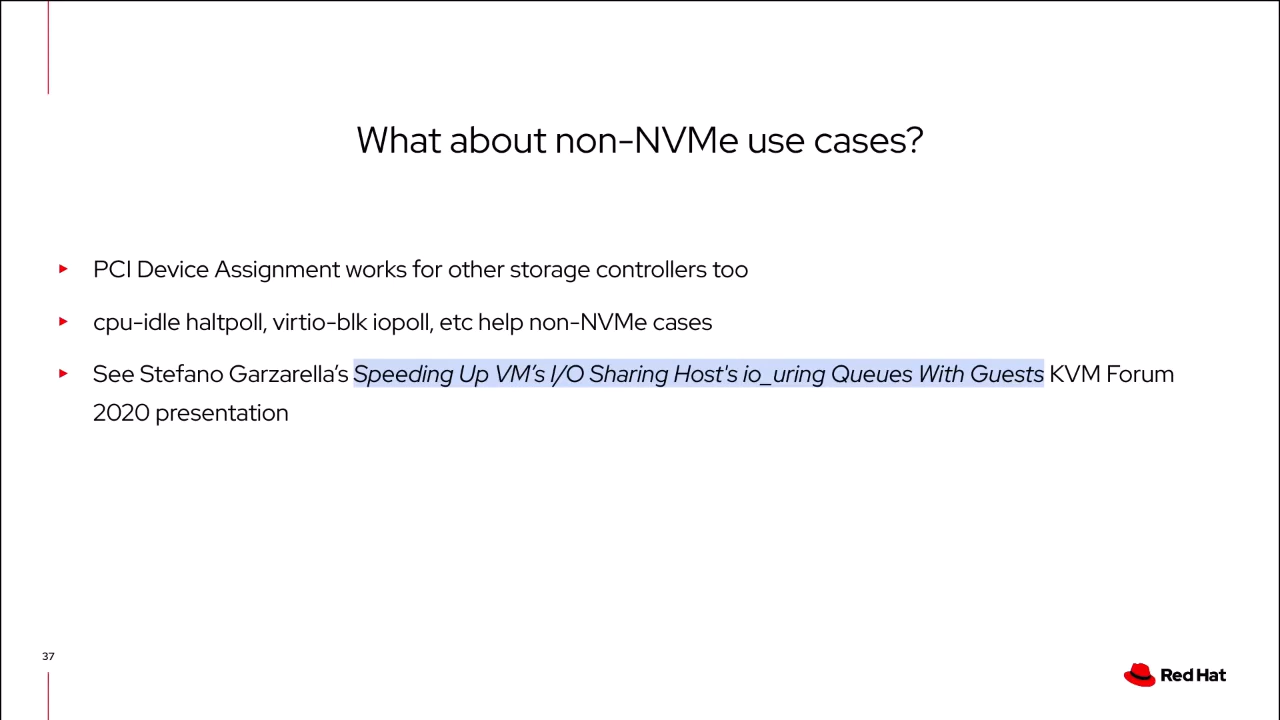 What about non-NVMe use cases?
▸ PCI Device Assignment works for other storage controllers too
▸ cpu-idle haltpoll, virtio-blk iopoll, etc help non-NVMe cases
▸ See Stefano Garzarella’s Speeding Up VM’s I/O Sharing Host's io_uring Queues With Guests KVM Forum
2020 presentation
37
Red Hat